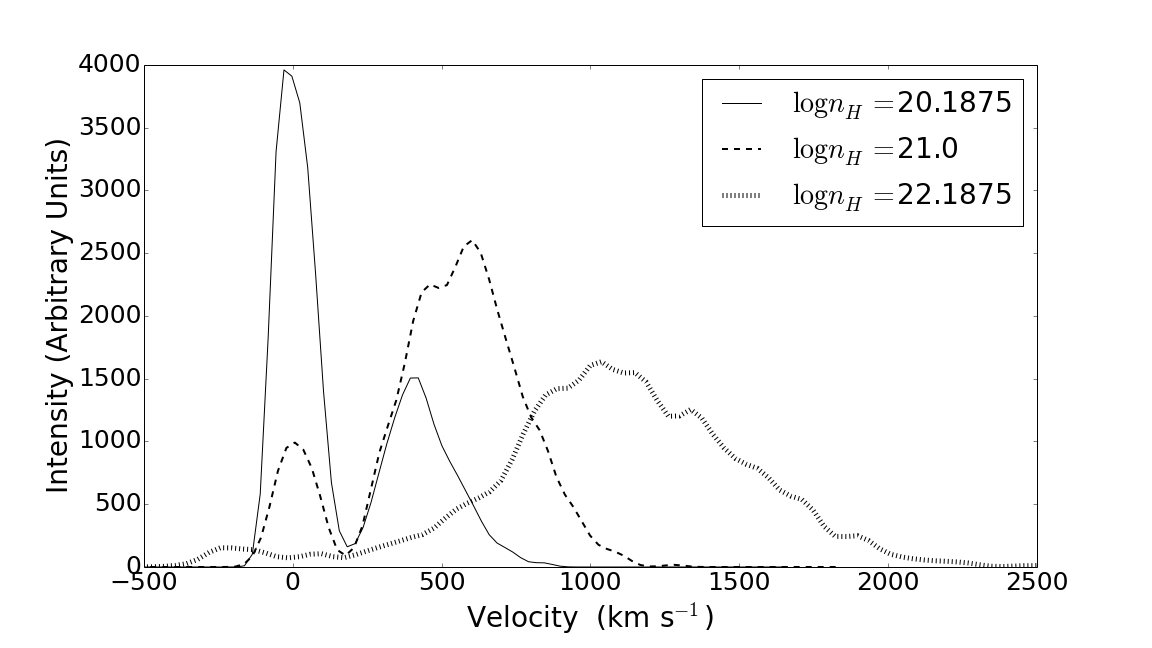 4000
3500
3000
2500
2000
1500
1000
500
0
Intensity (Arbitrary Units)
log n_H = 20.1875
log n_H = 21.0
log n_H = 22.1875
−500 0 500 1000 1500 2000 2500
Velocity (km s⁻¹)